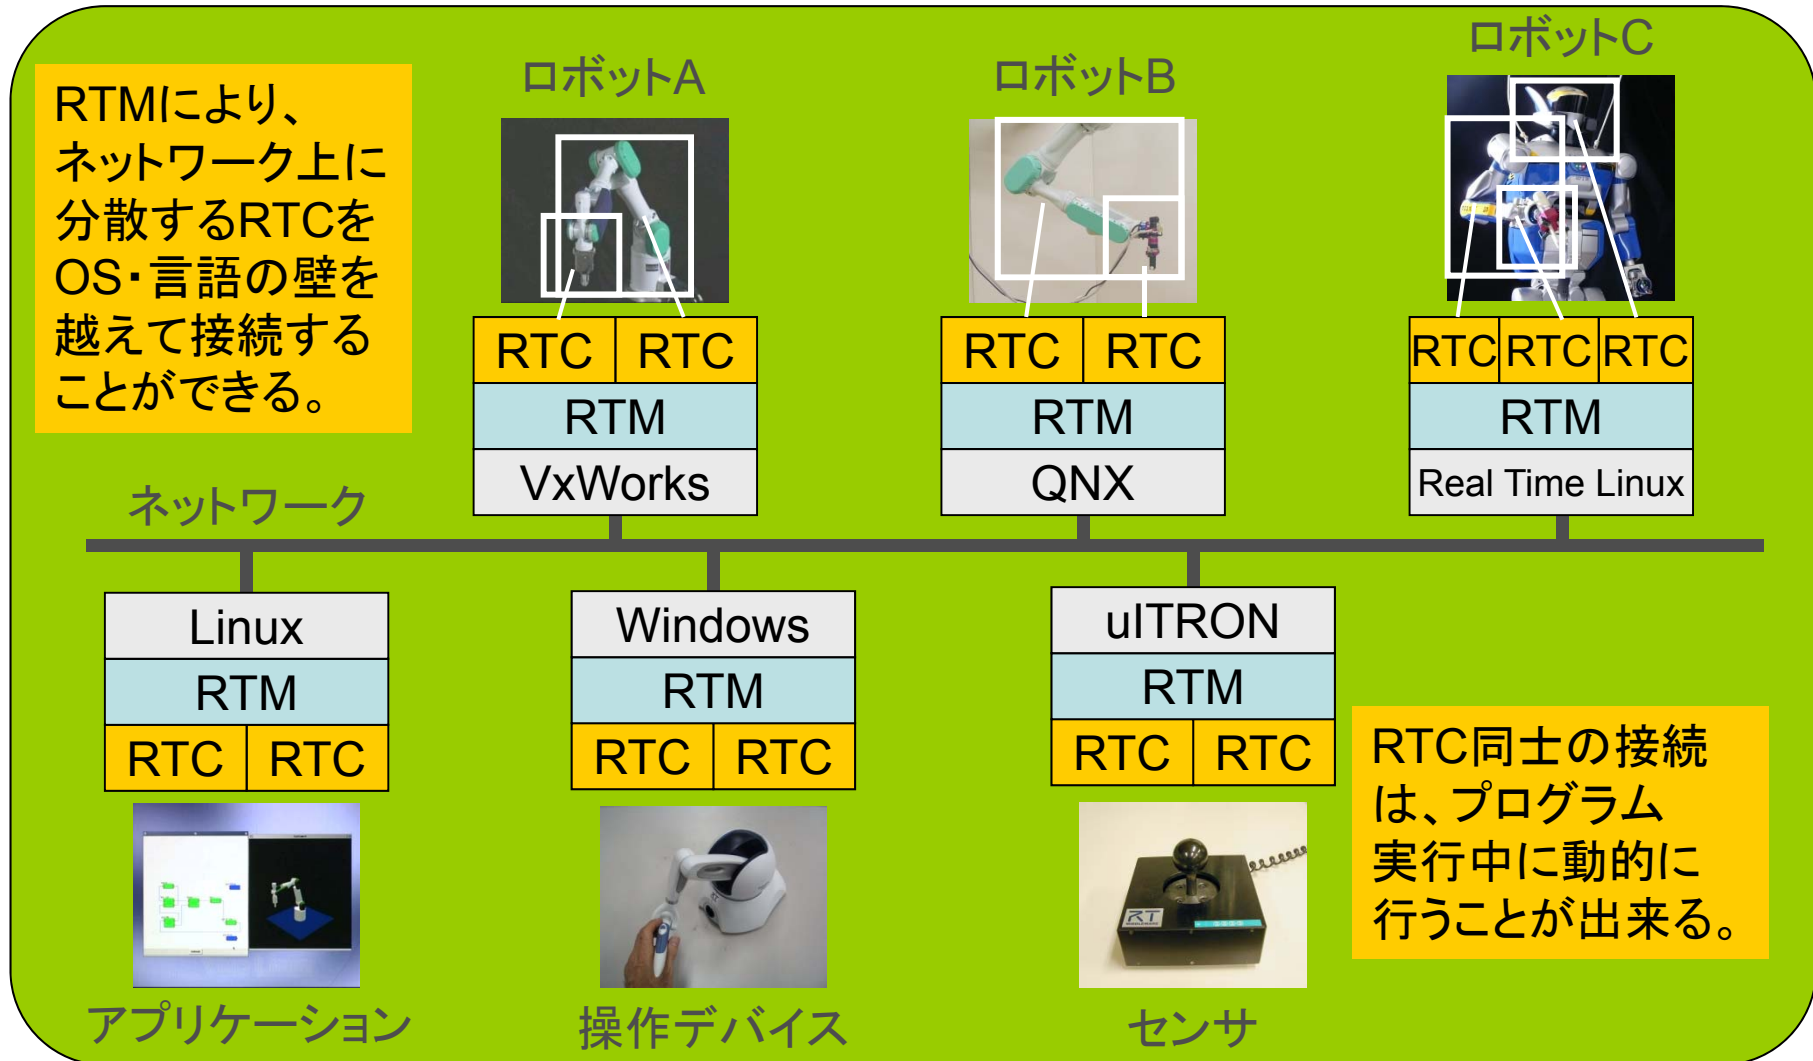 ロボットA
ロボットB
ロボットC
RTMにより、
ネットワーク上に
分散するRTCを
OS・言語の壁を
越えて接続する
ことができる。
RTC RTC
RTM
VxWorks
RTC RTC
RTM
QNX
RTC RTC RTC
RTM
Real Time Linux
ネットワーク
Linux
RTM
RTC RTC
アプリケーション
Windows
RTM
RTC RTC
操作デバイス
uITRON
RTM
RTC RTC
RT
センサ
RTC同士の接続
は、プログラム
実行中に動的に
行うことが出来る。